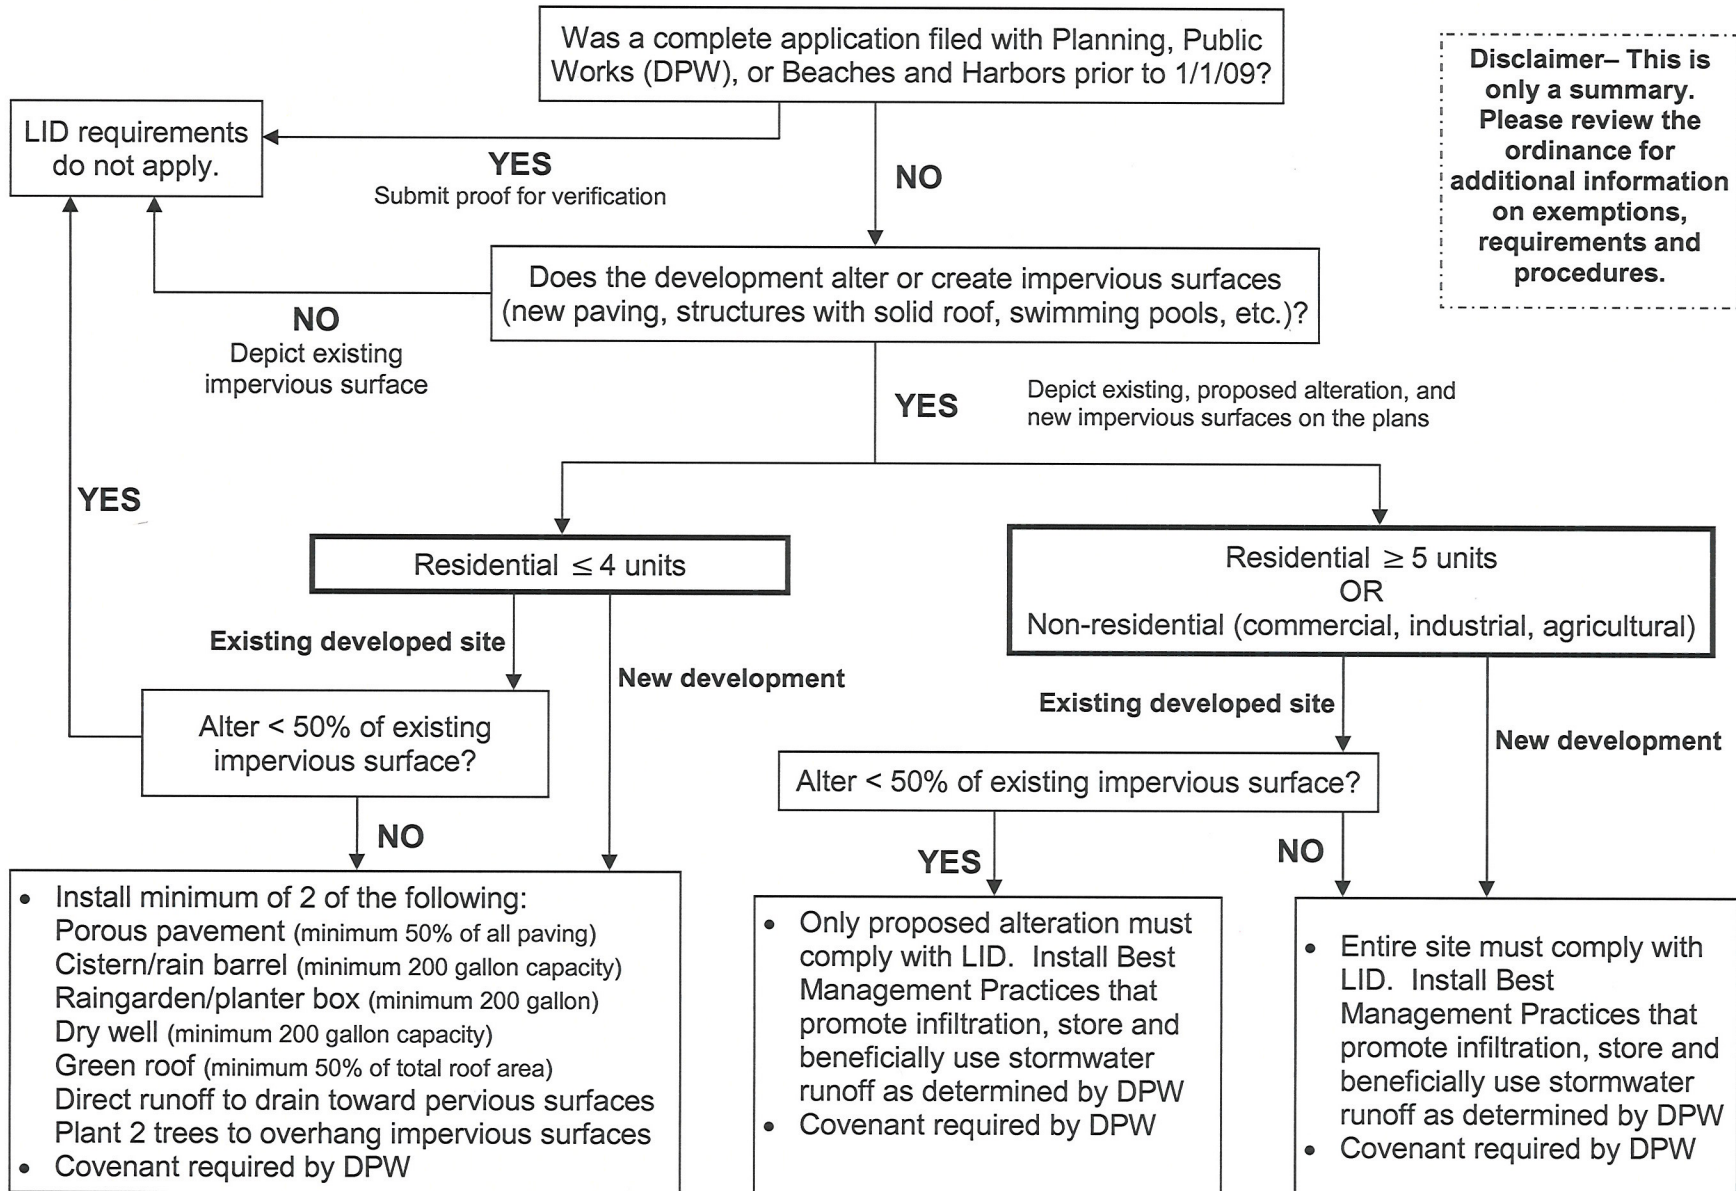 Was a complete application filed with Planning, Public
Works (DPW), or Beaches and Harbors prior to 1/1/09?
Disclaimer– This is
only a summary.
Please review the
ordinance for
additional information
on exemptions,
requirements and
procedures.
LID requirements
do not apply.
YES
Submit proof for verification
NO
Does the development alter or create impervious surfaces
(new paving, structures with solid roof, swimming pools, etc.)?
NO
Depict existing
impervious surface
YES
Depict existing, proposed alteration, and
new impervious surfaces on the plans
YES
Residential ≤ 4 units
Residential ≥ 5 units
OR
Non-residential (commercial, industrial, agricultural)
Existing developed site
New development
Alter < 50% of existing
impervious surface?
NO
Existing developed site
New development
Alter < 50% of existing impervious surface?
YES
NO
• Install minimum of 2 of the following:
Porous pavement (minimum 50% of all paving)
Cistern/rain barrel (minimum 200 gallon capacity)
Raingarden/planter box (minimum 200 gallon)
Dry well (minimum 200 gallon capacity)
Green roof (minimum 50% of total roof area)
Direct runoff to drain toward pervious surfaces
Plant 2 trees to overhang impervious surfaces
• Covenant required by DPW
• Only proposed alteration must
comply with LID. Install Best
Management Practices that
promote infiltration, store and
beneficially use stormwater
runoff as determined by DPW
• Covenant required by DPW
• Entire site must comply with
LID. Install Best
Management Practices that
promote infiltration, store and
beneficially use stormwater
runoff as determined by DPW
• Covenant required by DPW